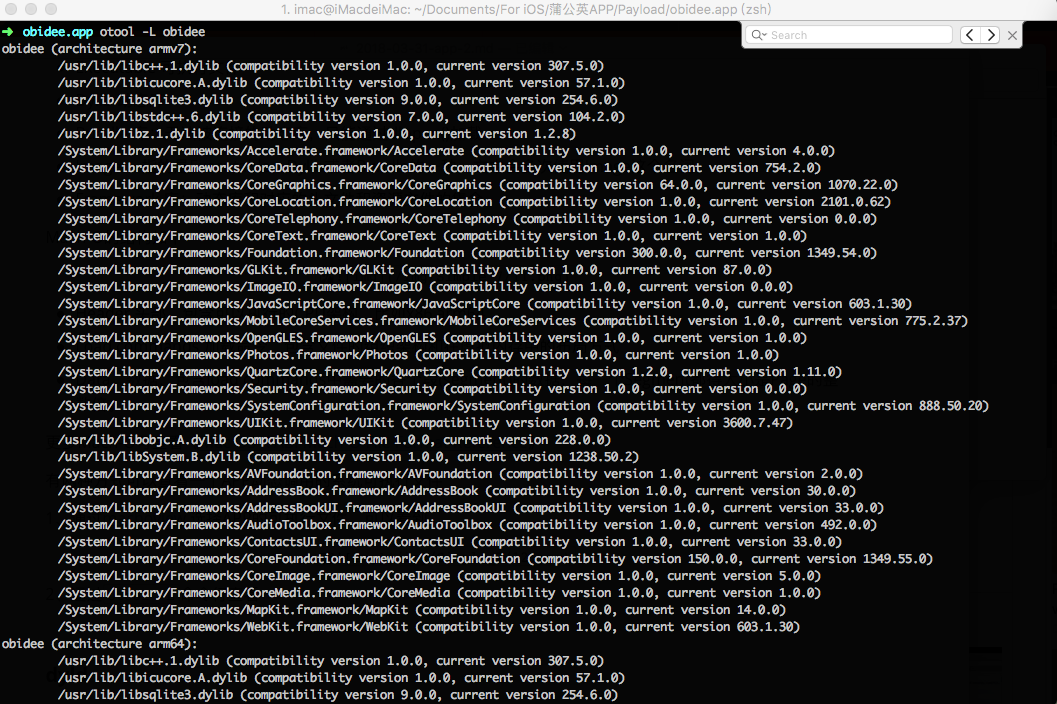 1. imac@iMacdeiMac: ~/Documents/For iOS/蒲公英APP/Payload/obidee.app (zsh)
Search
➜ obidee.app otool -L obidee
obidee (architecture armv7):
/usr/lib/libc++.1.dylib (compatibility version 1.0.0, current version 307.5.0)
/usr/lib/libicucore.A.dylib (compatibility version 1.0.0, current version 57.1.0)
/usr/lib/libsqlite3.dylib (compatibility version 9.0.0, current version 254.6.0)
/usr/lib/libstdc++.6.dylib (compatibility version 7.0.0, current version 104.2.0)
/usr/lib/libz.1.dylib (compatibility version 1.0.0, current version 1.2.8)
/System/Library/Frameworks/Accelerate.framework/Accelerate (compatibility version 1.0.0, current version 4.0.0)
/System/Library/Frameworks/CoreData.framework/CoreData (compatibility version 1.0.0, current version 754.2.0)
/System/Library/Frameworks/CoreGraphics.framework/CoreGraphics (compatibility version 64.0.0, current version 1070.22.0)
/System/Library/Frameworks/CoreLocation.framework/CoreLocation (compatibility version 1.0.0, current version 2101.0.62)
/System/Library/Frameworks/CoreTelephony.framework/CoreTelephony (compatibility version 1.0.0, current version 0.0.0)
/System/Library/Frameworks/CoreText.framework/CoreText (compatibility version 1.0.0, current version 1.0.0)
/System/Library/Frameworks/Foundation.framework/Foundation (compatibility version 300.0.0, current version 1349.54.0)
/System/Library/Frameworks/GLKit.framework/GLKit (compatibility version 1.0.0, current version 87.0.0)
/System/Library/Frameworks/ImageIO.framework/ImageIO (compatibility version 1.0.0, current version 0.0.0)
/System/Library/Frameworks/JavaScriptCore.framework/JavaScriptCore (compatibility version 1.0.0, current version 603.1.30)
/System/Library/Frameworks/MobileCoreServices.framework/MobileCoreServices (compatibility version 1.0.0, current version 775.2.37)
/System/Library/Frameworks/OpenGLES.framework/OpenGLES (compatibility version 1.0.0, current version 1.0.0)
/System/Library/Frameworks/Photos.framework/Photos (compatibility version 1.0.0, current version 1.0.0)
/System/Library/Frameworks/QuartzCore.framework/QuartzCore (compatibility version 1.2.0, current version 1.11.0)
/System/Library/Frameworks/Security.framework/Security (compatibility version 1.0.0, current version 0.0.0)
/System/Library/Frameworks/SystemConfiguration.framework/SystemConfiguration (compatibility version 1.0.0, current version 888.50.20)
/System/Library/Frameworks/UIKit.framework/UIKit (compatibility version 1.0.0, current version 3600.7.47)
/usr/lib/libobjc.A.dylib (compatibility version 1.0.0, current version 228.0.0)
/usr/lib/libSystem.B.dylib (compatibility version 1.0.0, current version 1238.50.2)
/System/Library/Frameworks/AVFoundation.framework/AVFoundation (compatibility version 1.0.0, current version 2.0.0)
/System/Library/Frameworks/AddressBook.framework/AddressBook (compatibility version 1.0.0, current version 30.0.0)
/System/Library/Frameworks/AddressBookUI.framework/AddressBookUI (compatibility version 1.0.0, current version 33.0.0)
/System/Library/Frameworks/AudioToolbox.framework/AudioToolbox (compatibility version 1.0.0, current version 492.0.0)
/System/Library/Frameworks/ContactsUI.framework/ContactsUI (compatibility version 1.0.0, current version 33.0.0)
/System/Library/Frameworks/CoreFoundation.framework/CoreFoundation (compatibility version 150.0.0, current version 1349.55.0)
/System/Library/Frameworks/CoreImage.framework/CoreImage (compatibility version 1.0.0, current version 5.0.0)
/System/Library/Frameworks/CoreMedia.framework/CoreMedia (compatibility version 1.0.0, current version 1.0.0)
/System/Library/Frameworks/MapKit.framework/MapKit (compatibility version 1.0.0, current version 14.0.0)
/System/Library/Frameworks/WebKit.framework/WebKit (compatibility version 1.0.0, current version 603.1.30)
obidee (architecture arm64):
/usr/lib/libc++.1.dylib (compatibility version 1.0.0, current version 307.5.0)
/usr/lib/libicucore.A.dylib (compatibility version 1.0.0, current version 57.1.0)
/usr/lib/libsqlite3.dylib (compatibility version 9.0.0, current version 254.6.0)